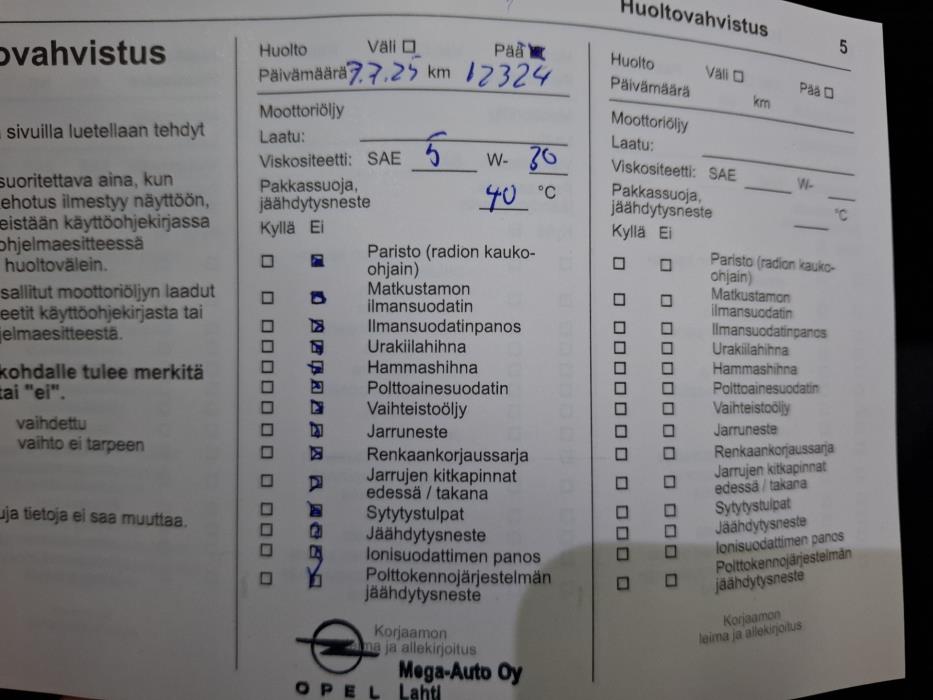 ovahvistus
sivuilla luetellaan tehdyt
suoritettava aina, kun
ehotus ilmestyy näyttöön,
eistään käyttöohjekirjassa
ohjelmaesitteessä
huoltovälein.
sallitut moottoriöljyn laadut
eetit käyttöohjekirjasta tai
jelmaesitteestä.
kohdalle tulee merkitä
tai "ei".
vaihdettu
vaihto ei tarpeen
uja tietoja ei saa muuttaa.
Huolto Väli Pää
Päivämäärä 7.7.25 km 12324
Moottoriöljy
Laatu:
Viskositeetti: SAE 5 W- 30
Pakkassuoja,
jäähdytysneste 40 °C
Kyllä Ei
Paristo (radion kauko-
ohjain)
Matkustamon
ilmansuodatin
Ilmansuodatinpanos
Urakiilahihna
Hammashihna
Polttoainesuodatin
Vaihteistoöljy
Jarruneste
Renkaankorjaussarja
Jarrujen kitkapinnat
edessä / takana
Sytytystulpat
Jäähdytysneste
Ionisuodattimen panos
Polttokennojärjestelmän
jäähdytysneste
Korjaamon
ma ja allekirjoitus
Mega-Auto Oy
OPEL Lahti
Huoltovahvistus 5
Huolto Väli Pää
Päivämäärä km
Moottoriöljy
Laatu:
Viskositeetti: SAE W-
Pakkassuoja,
jäähdytysneste °C
Kyllä Ei
Paristo (radion kauko-
ohjain)
Matkustamon
ilmansuodatin
Ilmansuodatinpanos
Urakiilahihna
Hammashihna
Polttoainesuodatin
Vaihteistoöljy
Jarruneste
Renkaankorjaussarja
Jarrujen kitkapinnat
edessä / takana
Sytytystulpat
Jäähdytysneste
Ionisuodattimen panos
Polttokennojärjestelmän
jäähdytysneste
Korjaamon
leima ja allekirjoitus